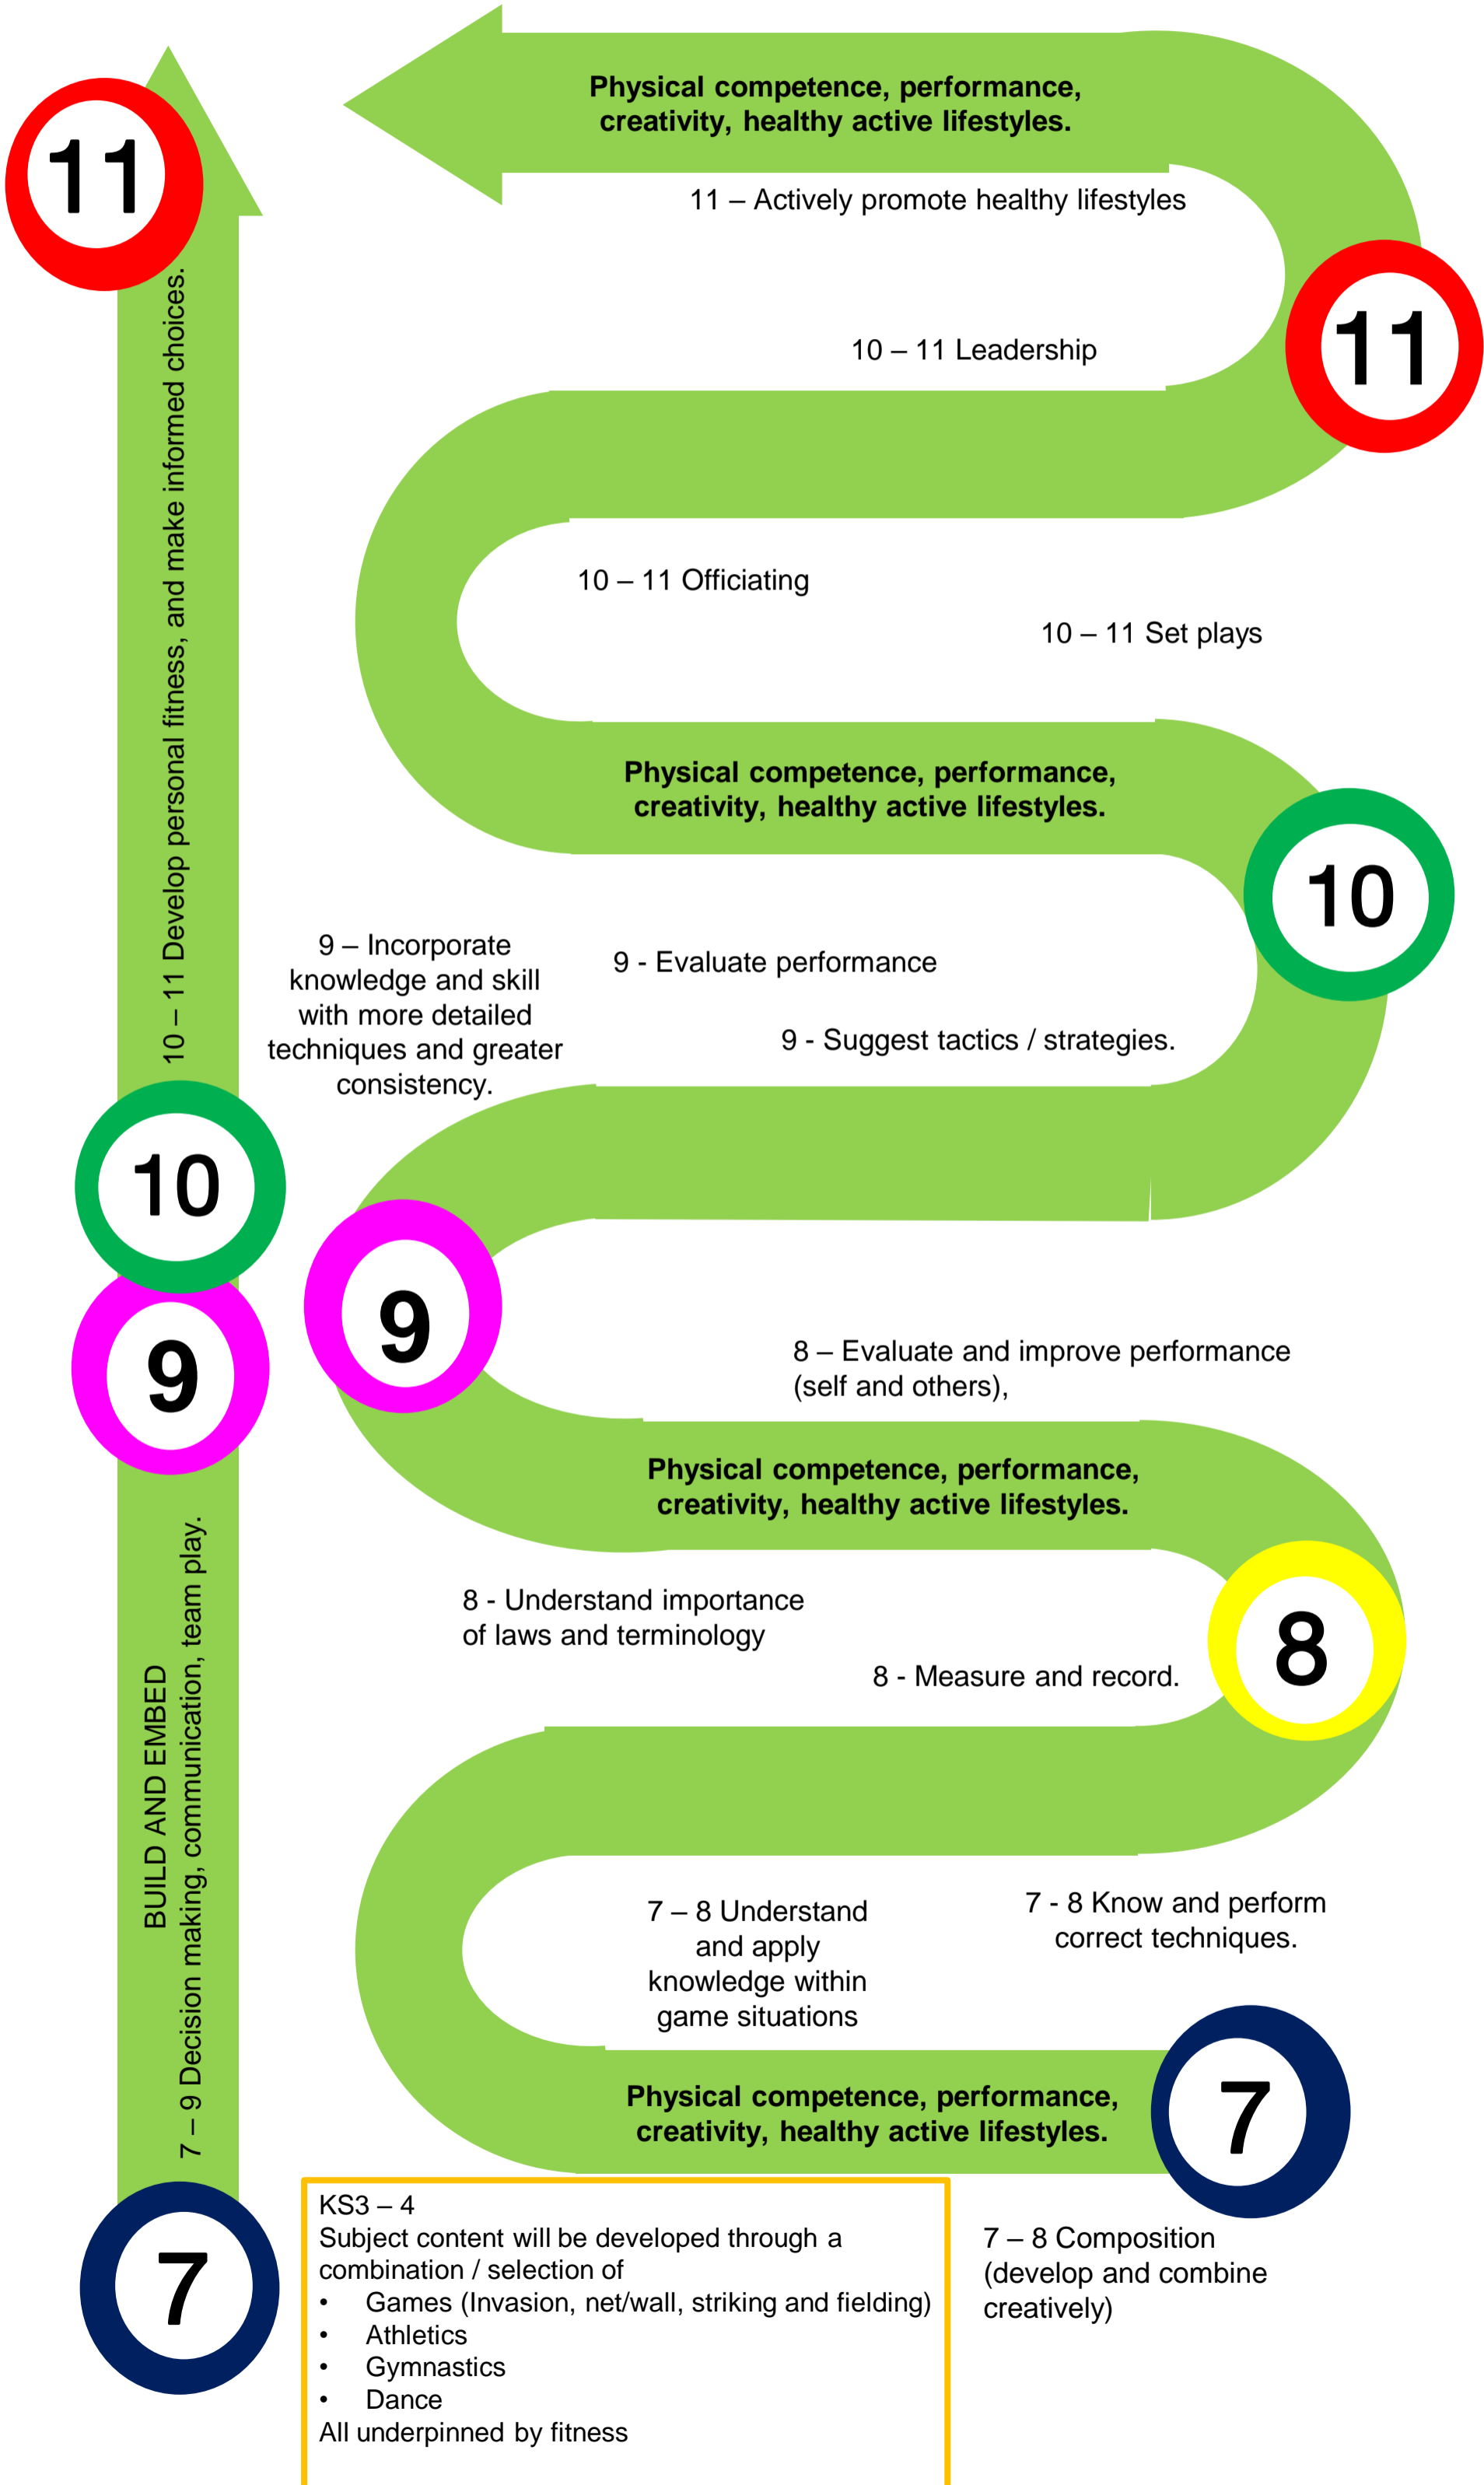 Physical competence, performance,
creativity, healthy active lifestyles.
11
11 – Actively promote healthy lifestyles
11
10 – 11 Leadership
10 – 11 Develop personal fitness, and make informed choices.
10 – 11 Officiating
10 – 11 Set plays
Physical competence, performance,
creativity, healthy active lifestyles.
10
9 – Incorporate
knowledge and skill
with more detailed
techniques and greater
consistency.
9 - Evaluate performance
9 - Suggest tactics / strategies.
10
9
9
8 – Evaluate and improve performance
(self and others),
Physical competence, performance,
creativity, healthy active lifestyles.
BUILD AND EMBED
7 – 9 Decision making, communication, team play.
8 - Understand importance
of laws and terminology
8
8 - Measure and record.
7 – 8 Understand
and apply
knowledge within
game situations
7 - 8 Know and perform
correct techniques.
Physical competence, performance,
creativity, healthy active lifestyles.
7
7
KS3 – 4
Subject content will be developed through a
combination / selection of
• Games (Invasion, net/wall, striking and fielding)
• Athletics
• Gymnastics
• Dance
All underpinned by fitness
7 – 8 Composition
(develop and combine
creatively)